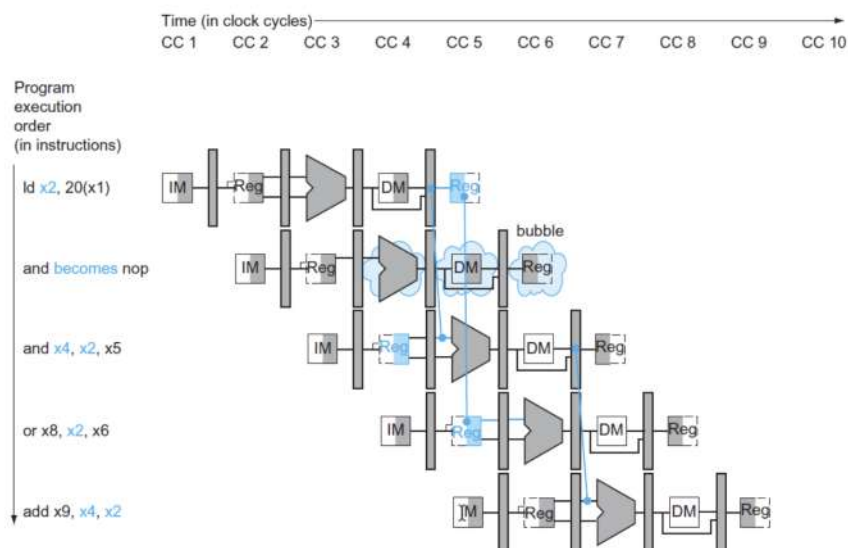 Time (in clock cycles)
CC 1 CC 2 CC 3 CC 4 CC 5 CC 6 CC 7 CC 8 CC 9 CC 10
Program
execution
order
(in instructions)
ld x2, 20(x1)
IM Reg DM Reg
bubble
and becomes nop
IM Reg DM Reg
and x4, x2, x5
IM Reg DM Reg
or x8, x2, x6
IM Reg DM Reg
add x9, x4, x2
IM Reg DM Reg